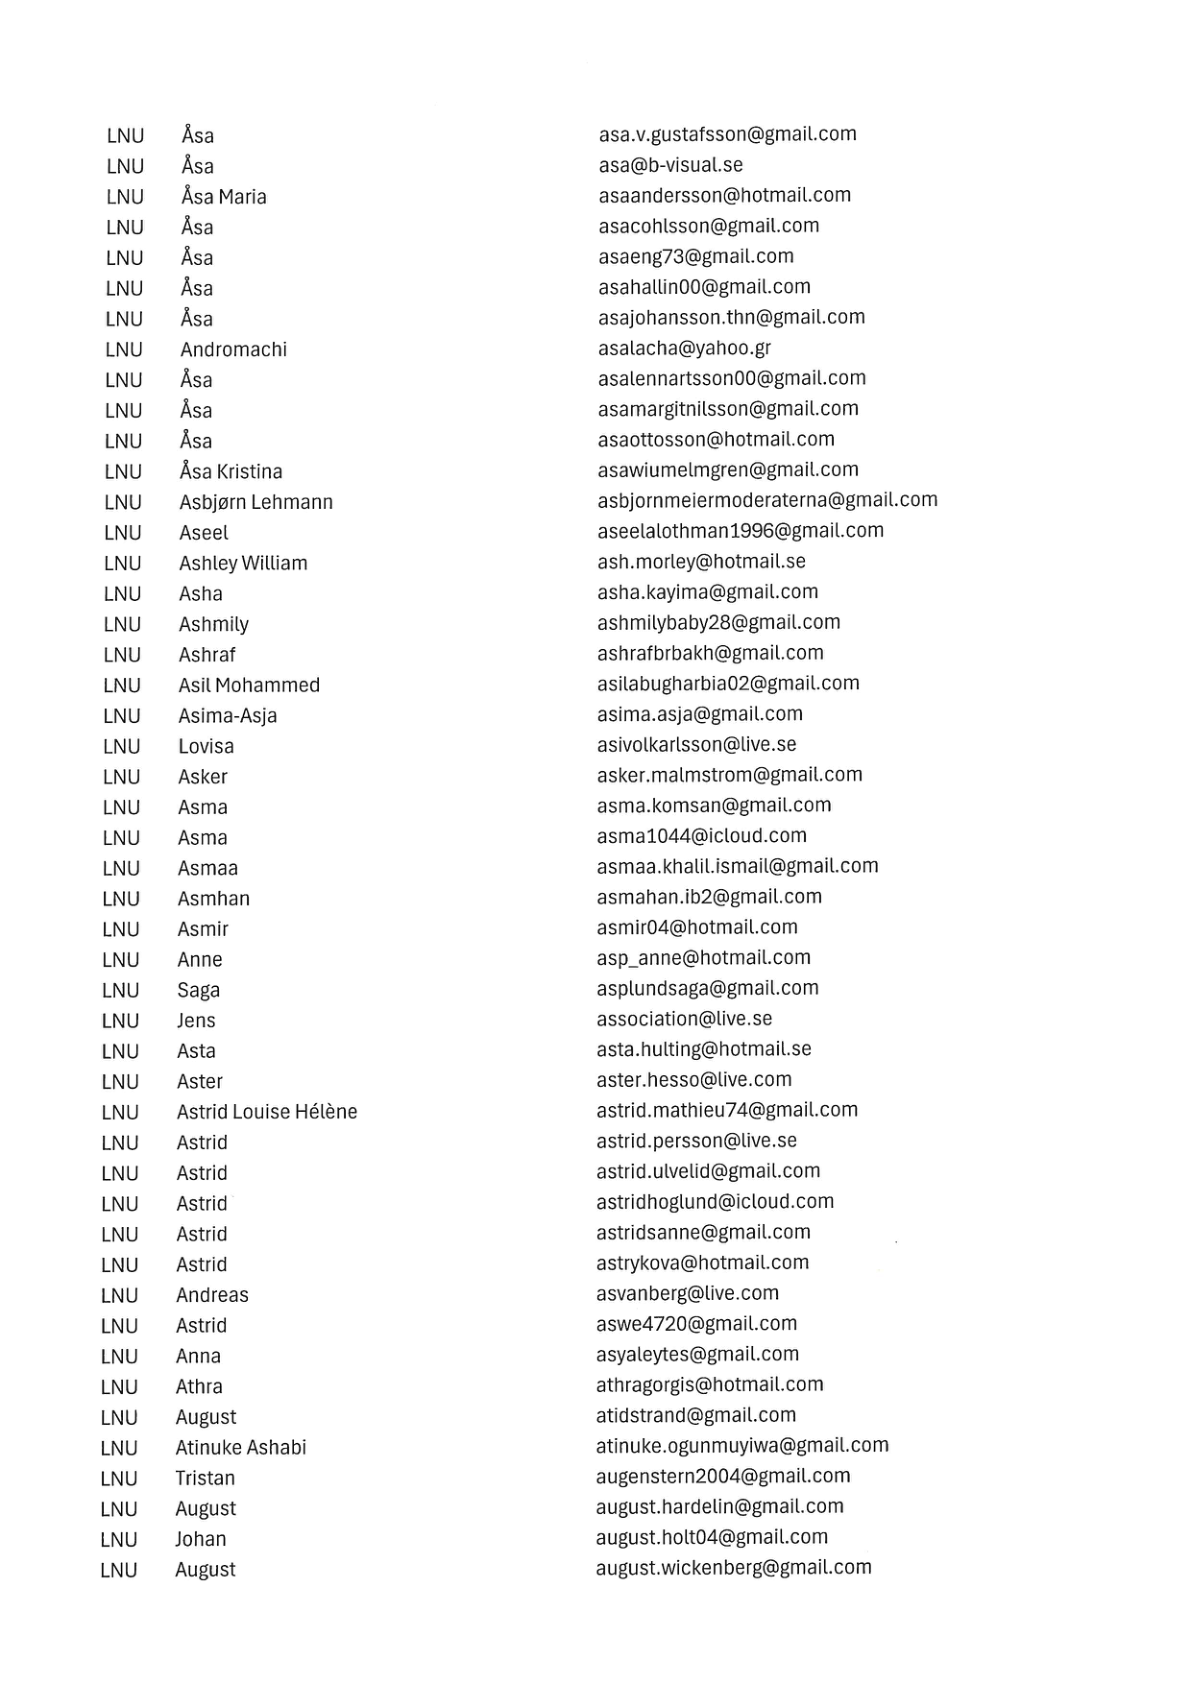 LNU Åsa asa.v.gustafsson@gmail.com
LNU Åsa asa@b-visual.se
LNU Åsa Maria asaandersson@hotmail.com
LNU Åsa asacohlsson@gmail.com
LNU Åsa asaeng73@gmail.com
LNU Åsa asahallin00@gmail.com
LNU Åsa asajohansson.thn@gmail.com
LNU Andromachi asalacha@yahoo.gr
LNU Åsa asalennartsson00@gmail.com
LNU Åsa asamargitnilsson@gmail.com
LNU Åsa asaottosson@hotmail.com
LNU Åsa Kristina asawiumelmgren@gmail.com
LNU Asbjørn Lehmann asbjornmeiermoderaterna@gmail.com
LNU Aseel aseelalothman1996@gmail.com
LNU Ashley William ash.morley@hotmail.se
LNU Asha asha.kayima@gmail.com
LNU Ashmily ashmilybaby28@gmail.com
LNU Ashraf ashrafbrbakh@gmail.com
LNU Asil Mohammed asilabugharbia02@gmail.com
LNU Asima-Asja asima.asja@gmail.com
LNU Lovisa asivolkarlsson@live.se
LNU Asker asker.malmstrom@gmail.com
LNU Asma asma.komsan@gmail.com
LNU Asma asma1044@icloud.com
LNU Asmaa asmaa.khalil.ismail@gmail.com
LNU Asmhan asmahan.ib2@gmail.com
LNU Asmir asmir04@hotmail.com
LNU Anne asp_anne@hotmail.com
LNU Saga asplundsaga@gmail.com
LNU Jens association@live.se
LNU Asta asta.hulting@hotmail.se
LNU Aster aster.hesso@live.com
LNU Astrid Louise Hélène astrid.mathieu74@gmail.com
LNU Astrid astrid.persson@live.se
LNU Astrid astrid.ulvelid@gmail.com
LNU Astrid astridhoglund@icloud.com
LNU Astrid astridsanne@gmail.com
LNU Astrid astrykova@hotmail.com
LNU Andreas asvanberg@live.com
LNU Astrid aswe4720@gmail.com
LNU Anna asyaleytes@gmail.com
LNU Athra athragorgis@hotmail.com
LNU August atidstrand@gmail.com
LNU Atinuke Ashabi atinuke.ogunmuyiwa@gmail.com
LNU Tristan augenstern2004@gmail.com
LNU August august.hardelin@gmail.com
LNU Johan august.holt04@gmail.com
LNU August august.wickenberg@gmail.com